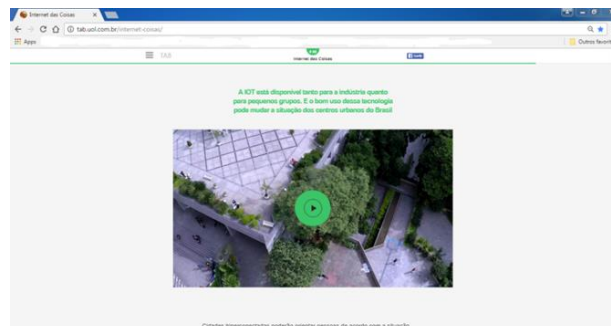 Internet das Coisas
tab.uol.com.br/internet-coisas/
Apps
Outros favorit
TAB
Internet das Coisas
A IOT está disponível tanto para a indústria quanto
para pequenos grupos. E o bom uso dessa tecnologia
pode mudar a situação dos centros urbanos do Brasil